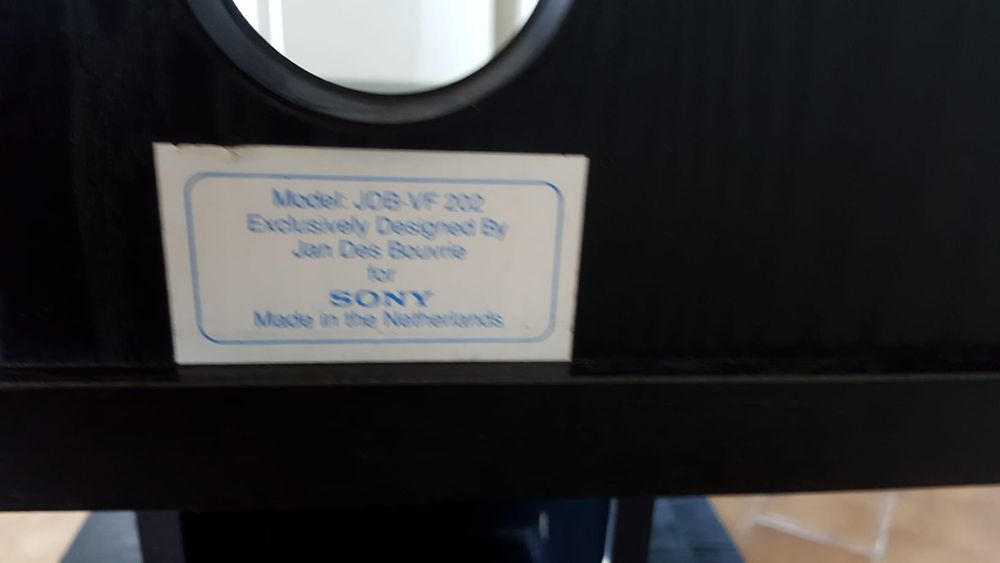 Model: JDB-VF 202
Exclusively Designed By
Jan Des Bouvrie
for
SONY
Made in the Netherlands